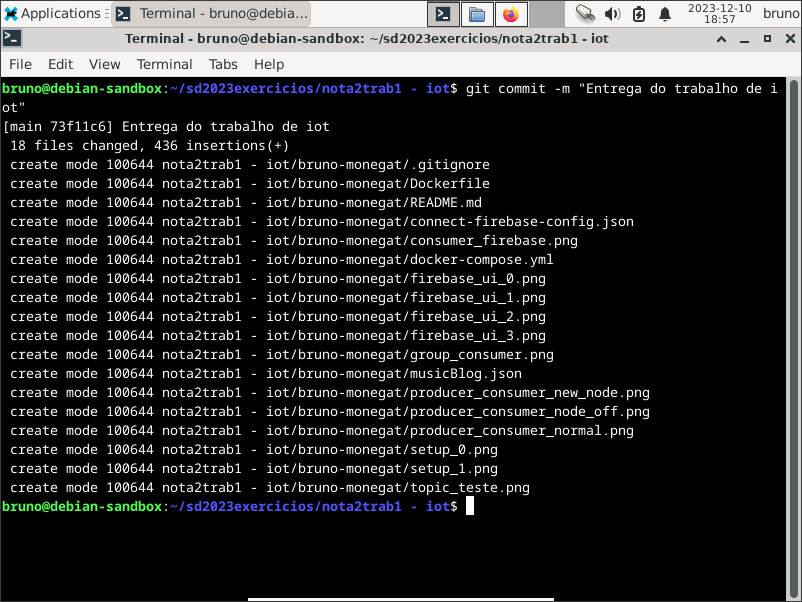 Applications
Terminal - bruno@debia...
2023-12-10
18:57
bruno
Terminal - bruno@debian-sandbox: ~/sd2023exercicios/nota2trab1 - iot
File Edit View Terminal Tabs Help
bruno@debian-sandbox:~/sd2023exercicios/nota2trab1 - iot$ git commit -m "Entrega do trabalho de i
ot"
[main 73f11c6] Entrega do trabalho de iot
 18 files changed, 436 insertions(+)
 create mode 100644 nota2trab1 - iot/bruno-monegat/.gitignore
 create mode 100644 nota2trab1 - iot/bruno-monegat/Dockerfile
 create mode 100644 nota2trab1 - iot/bruno-monegat/README.md
 create mode 100644 nota2trab1 - iot/bruno-monegat/connect-firebase-config.json
 create mode 100644 nota2trab1 - iot/bruno-monegat/consumer_firebase.png
 create mode 100644 nota2trab1 - iot/bruno-monegat/docker-compose.yml
 create mode 100644 nota2trab1 - iot/bruno-monegat/firebase_ui_0.png
 create mode 100644 nota2trab1 - iot/bruno-monegat/firebase_ui_1.png
 create mode 100644 nota2trab1 - iot/bruno-monegat/firebase_ui_2.png
 create mode 100644 nota2trab1 - iot/bruno-monegat/firebase_ui_3.png
 create mode 100644 nota2trab1 - iot/bruno-monegat/group_consumer.png
 create mode 100644 nota2trab1 - iot/bruno-monegat/musicBlog.json
 create mode 100644 nota2trab1 - iot/bruno-monegat/producer_consumer_new_node.png
 create mode 100644 nota2trab1 - iot/bruno-monegat/producer_consumer_node_off.png
 create mode 100644 nota2trab1 - iot/bruno-monegat/producer_consumer_normal.png
 create mode 100644 nota2trab1 - iot/bruno-monegat/setup_0.png
 create mode 100644 nota2trab1 - iot/bruno-monegat/setup_1.png
 create mode 100644 nota2trab1 - iot/bruno-monegat/topic_teste.png
bruno@debian-sandbox:~/sd2023exercicios/nota2trab1 - iot$